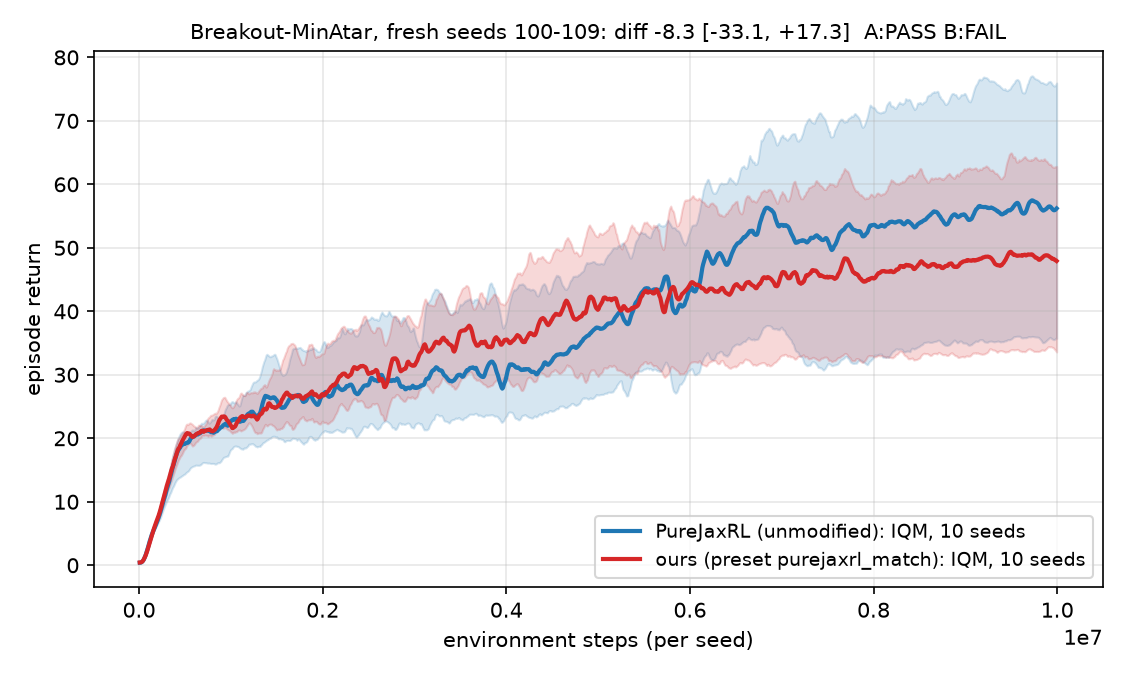 Breakout-MinAtar, fresh seeds 100-109: diff -8.3 [-33.1, +17.3]  A:PASS B:FAIL
80
70
60
50
40
30
20
10
0
episode return
PureJaxRL (unmodified): IQM, 10 seeds
ours (preset purejaxrl_match): IQM, 10 seeds
0.0 0.2 0.4 0.6 0.8 1.0
1e7
environment steps (per seed)